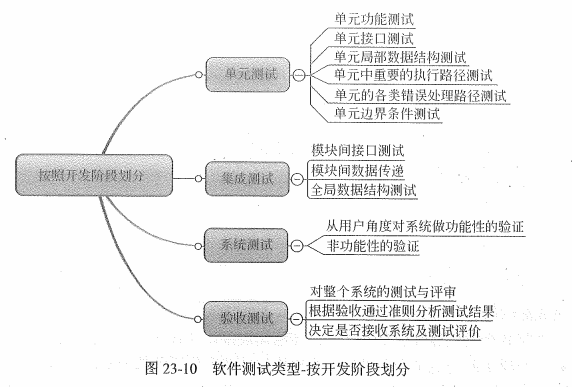 按照开发阶段划分
单元测试
单元功能测试
单元接口测试
单元局部数据结构测试
单元中重要的执行路径测试
单元的各类错误处理路径测试
单元边界条件测试
集成测试
模块间接口测试
模块间数据传递
全局数据结构测试
系统测试
从用户角度对系统做功能性的验证
非功能性的验证
验收测试
对整个系统的测试与评审
根据验收通过准则分析测试结果
决定是否接收系统及测试评价
图 23-10 软件测试类型-按开发阶段划分